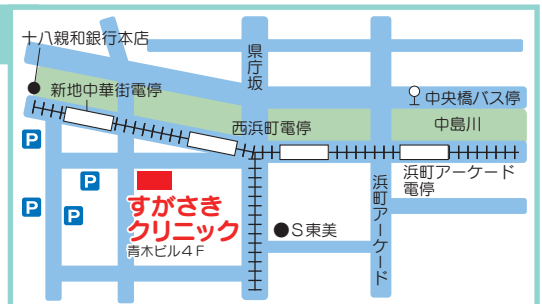 十八親和銀行本店
新地中華街電停
県庁坂
西浜町電停
中央橋バス停
中島川
浜町アーケード
電停
浜町アーケード
P
P
P
P
すがさき
クリニック
青木ビル4F
S東美